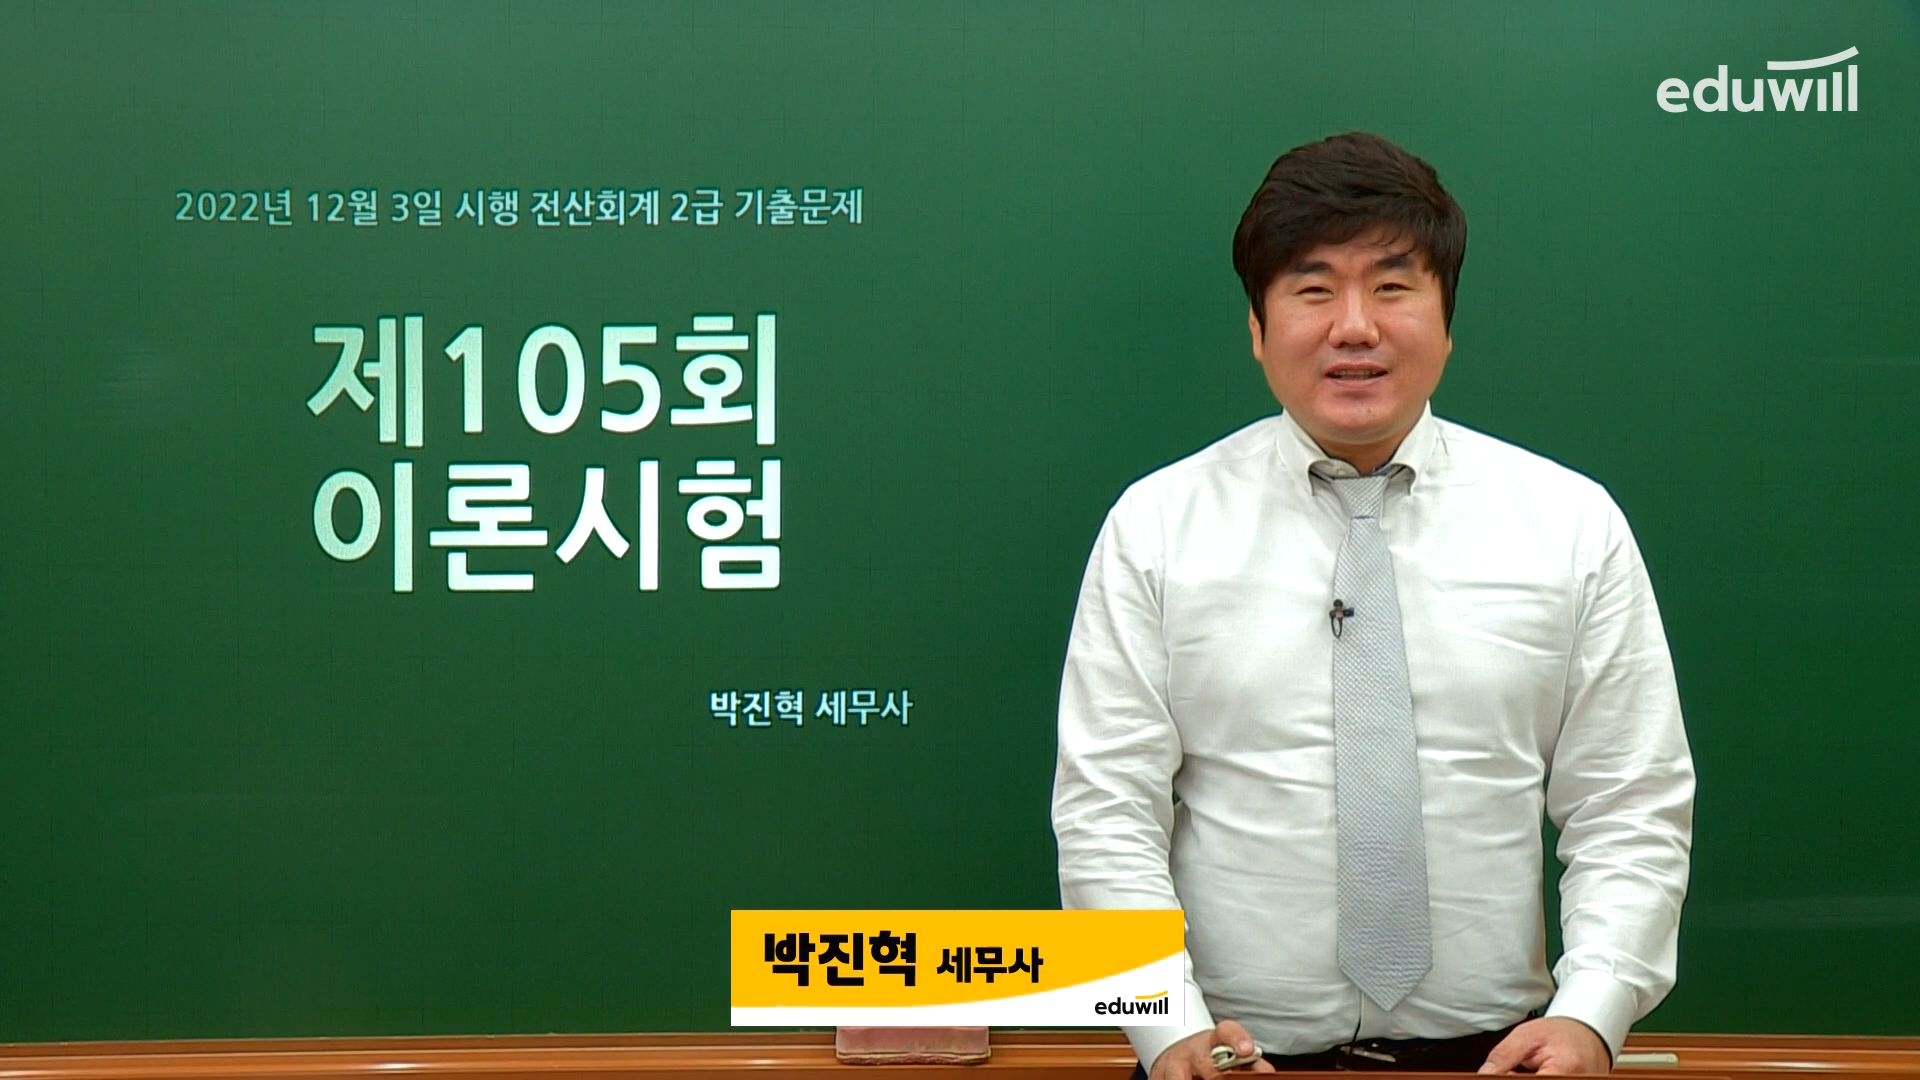 eduwill
2022년 12월 3일 시행 전산회계 2급 기출문제
제105회
이론시험
박진혁 세무사
박진혁 세무사
eduwill